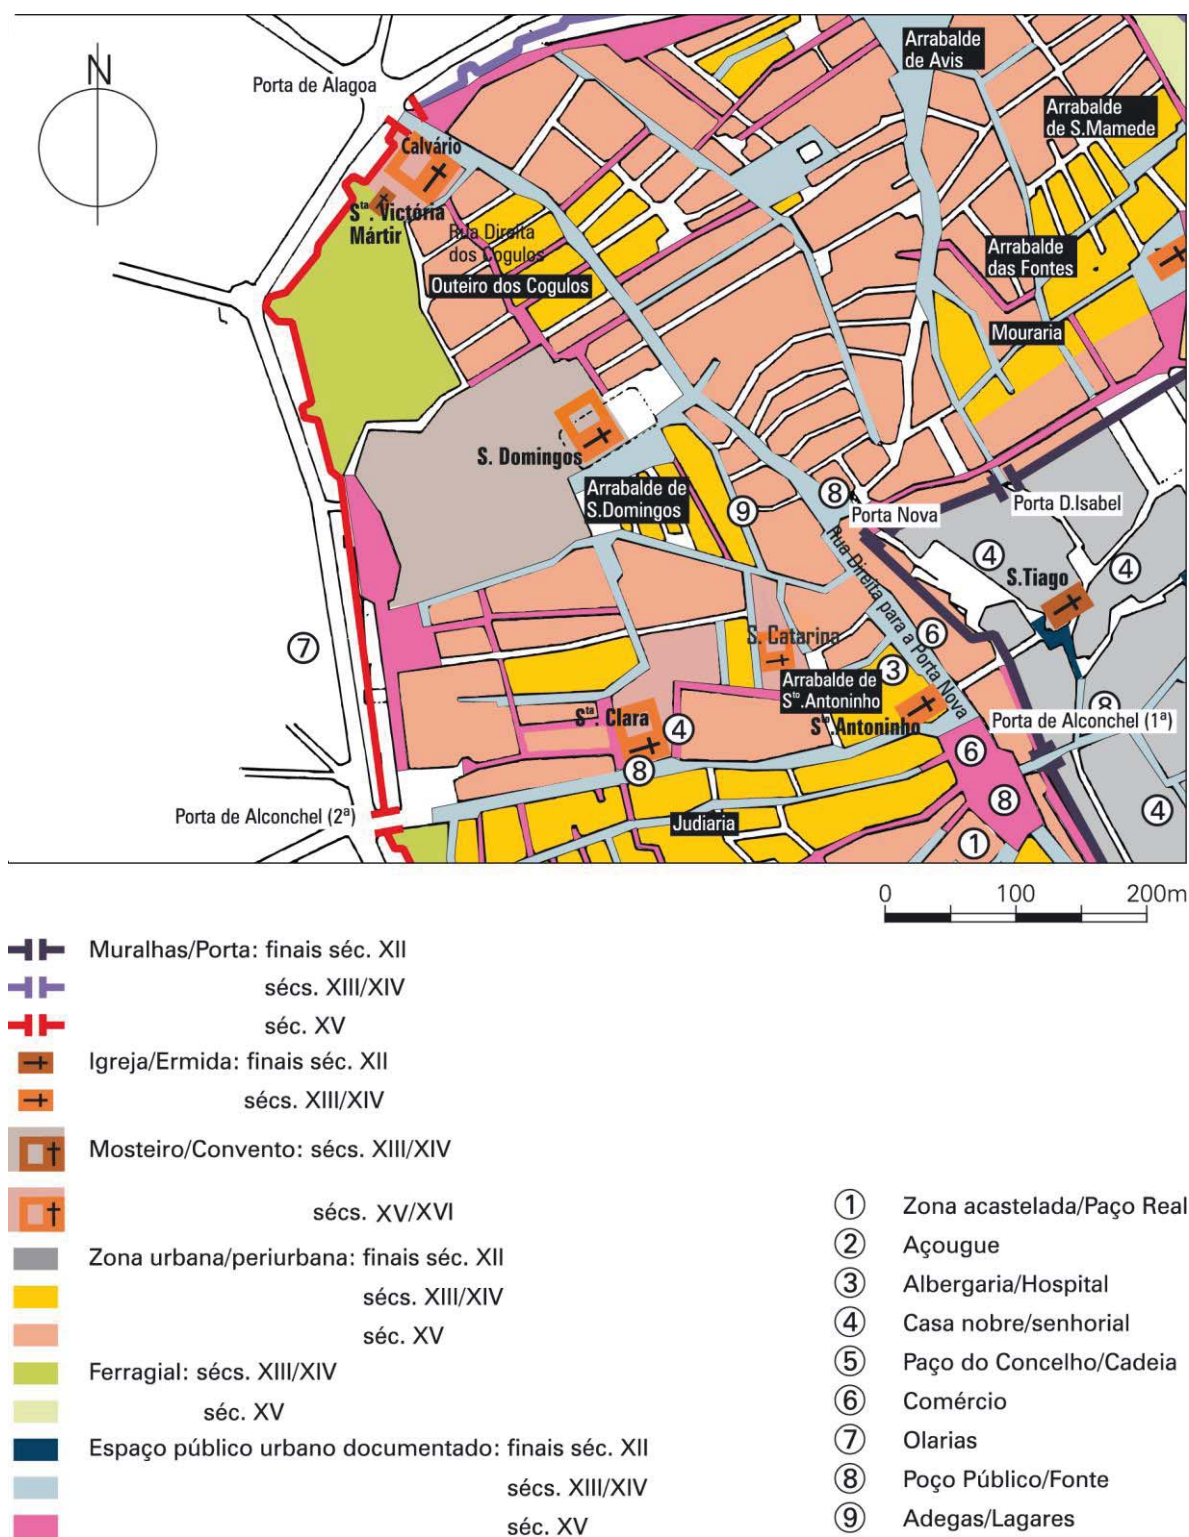 N
Porta de Alagoa
Arrabalde
de Avis
Arrabalde
de S.Mamede
Calvário
Sta. Victória
Mártir
Rua Direita
dos Cogulos
Outeiro dos Cogulos
Arrabalde
das Fontes
Mouraria
S. Domingos
Arrabalde de
S.Domingos
9
8
Porta Nova
Porta D.Isabel
4
S.Tiago
4
Rua Direita para a Porta Nova
7
S. Catarina
6
Arrabalde de
Sto.Antoninho
3
Sta. Clara
4
Sto.Antoninho
8
Porta de Alconchel (1ª)
8
6
8
4
Porta de Alconchel (2ª)
Judiaria
1
0 100 200m
Muralhas/Porta: finais séc. XII
sécs. XIII/XIV
séc. XV
Igreja/Ermida: finais séc. XII
sécs. XIII/XIV
Mosteiro/Convento: sécs. XIII/XIV
sécs. XV/XVI
Zona urbana/periurbana: finais séc. XII
sécs. XIII/XIV
séc. XV
Ferragial: sécs. XIII/XIV
séc. XV
Espaço público urbano documentado: finais séc. XII
sécs. XIII/XIV
séc. XV
1 Zona acastelada/Paço Real
2 Açougue
3 Albergaria/Hospital
4 Casa nobre/senhorial
5 Paço do Concelho/Cadeia
6 Comércio
7 Olarias
8 Poço Público/Fonte
9 Adegas/Lagares